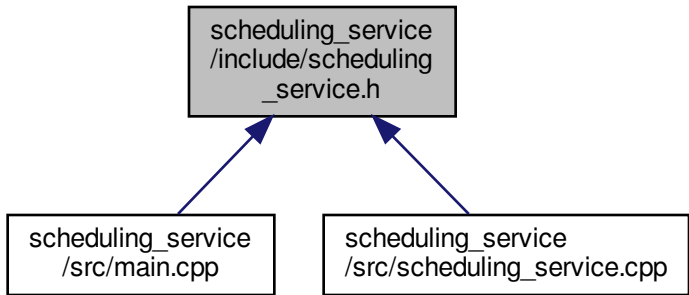 scheduling_service
/include/scheduling
_service.h
scheduling_service
/src/main.cpp
scheduling_service
/src/scheduling_service.cpp